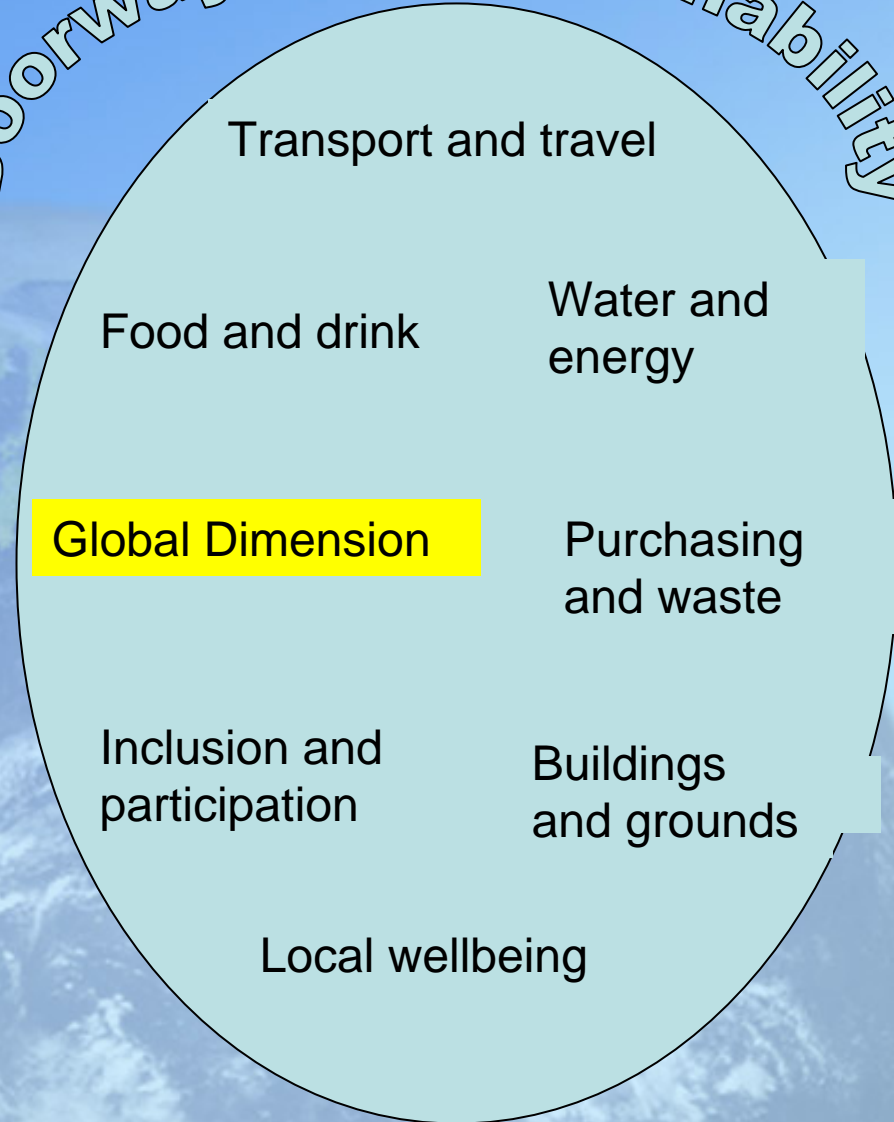 Transport and travel
Food and drink
Water and
energy
Global Dimension
Purchasing
and waste
Inclusion and
participation
Buildings
and grounds
Local wellbeing